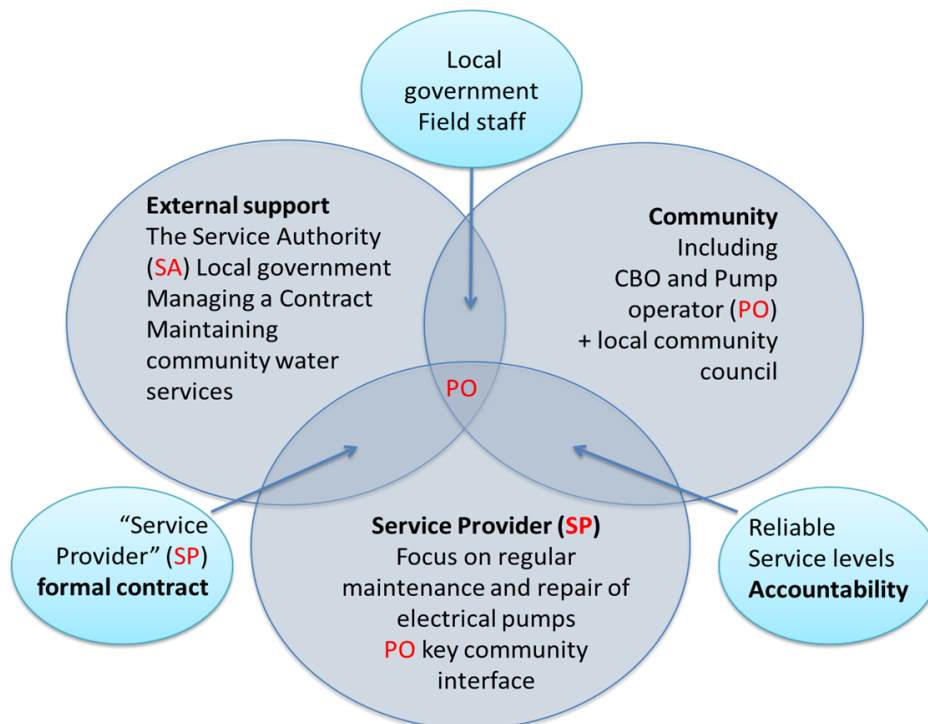 Local
government
Field staff
External support
The Service Authority
(SA) Local government
Managing a Contract
Maintaining
community water
services
Community
Including
CBO and Pump
operator (PO)
+ local community
council
PO
“Service
Provider” (SP)
formal contract
Service Provider (SP)
Focus on regular
maintenance and repair of
electrical pumps
PO key community
interface
Reliable
Service levels
Accountability